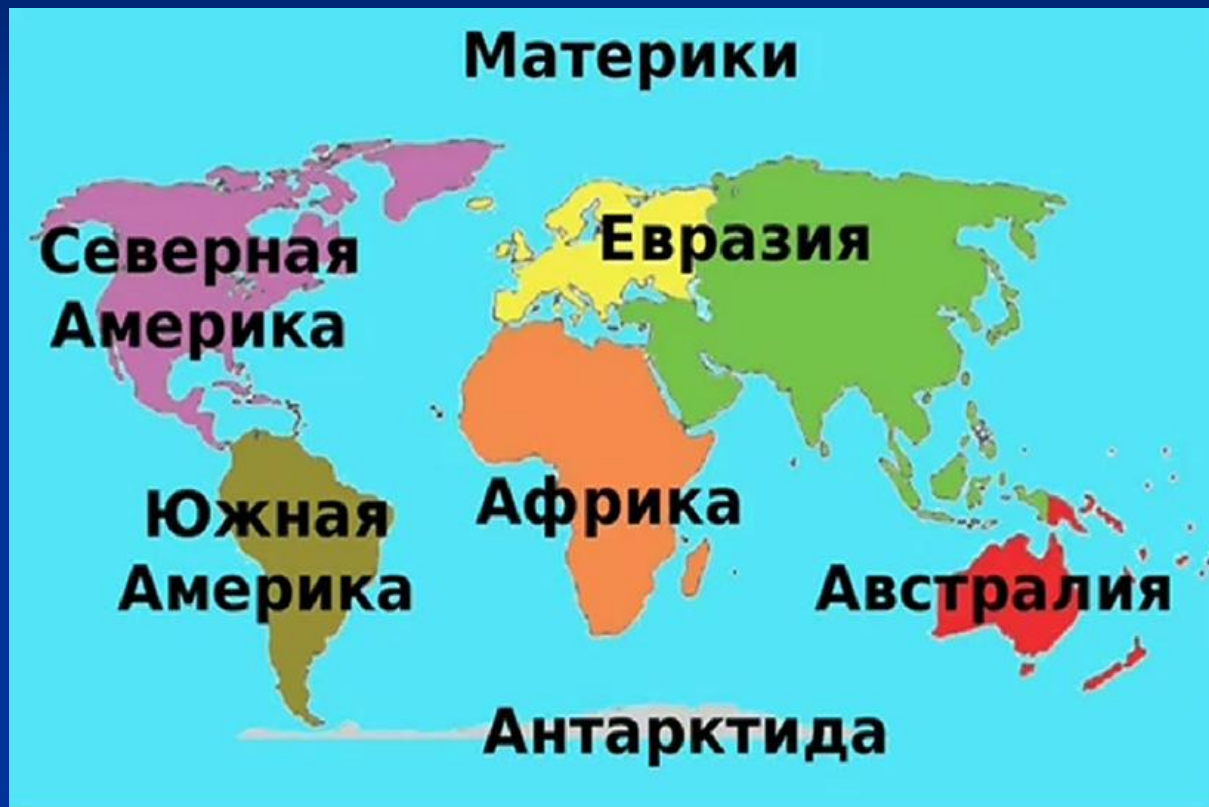 Материки
Северная
Америка
Евразия
Южная
Америка
Африка
Австралия
Антарктида